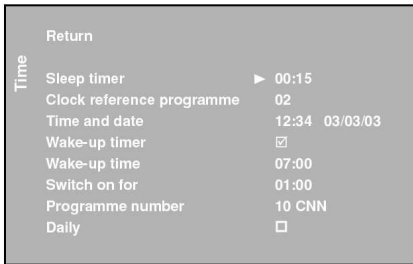 Time
Return
Sleep timer ► 00:15
Clock reference programme 02
Time and date 12:34 03/03/03
Wake-up timer ☑
Wake-up time 07:00
Switch on for 01:00
Programme number 10 CNN
Daily ☐